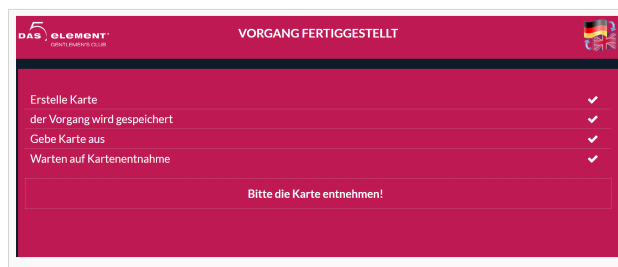 DAS 5. ELEMENT
GENTLEMEN'S CLUB
VORGANG FERTIGGESTELLT
Erstelle Karte
der Vorgang wird gespeichert
Gebe Karte aus
Warten auf Kartenentnahme
Bitte die Karte entnehmen!